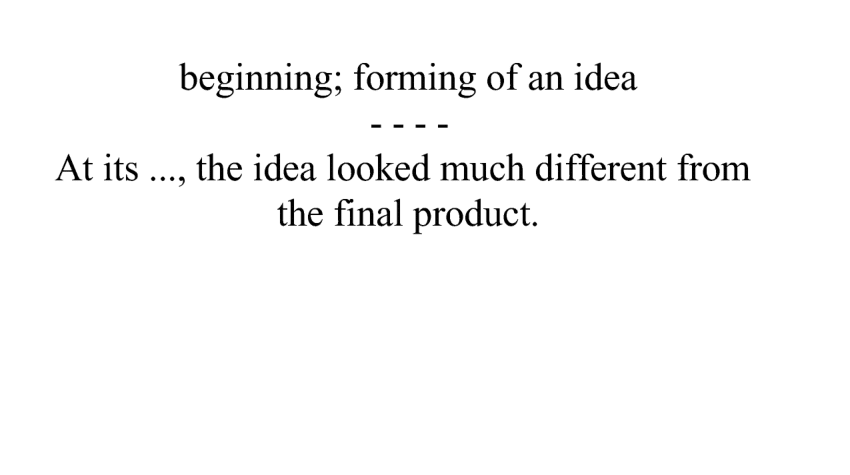 beginning; forming of an idea
- - - -
At its ..., the idea looked much different from
the final product.